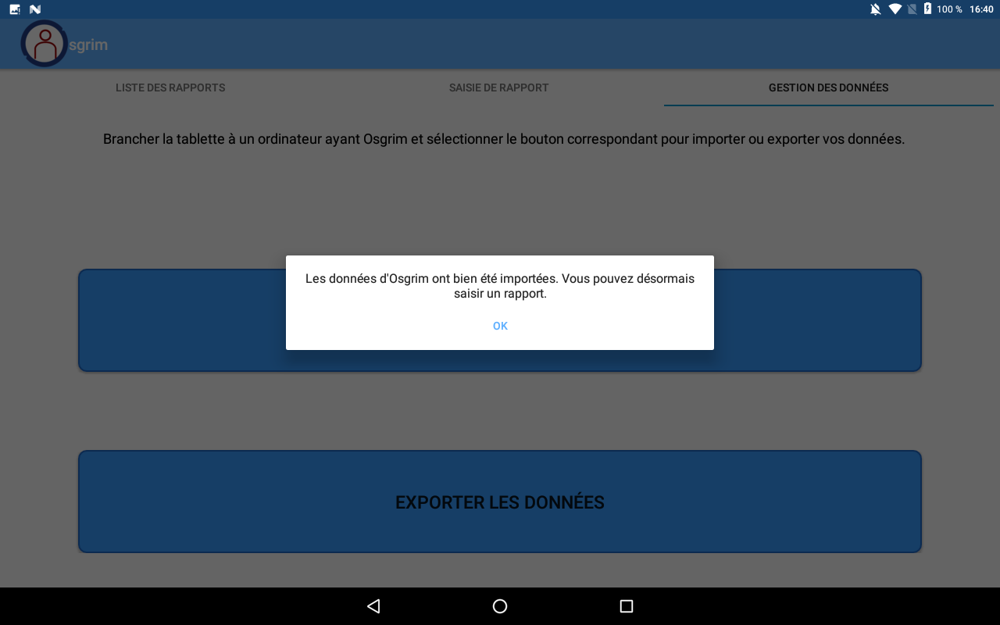 100 % 16:40
sgrim
LISTE DES RAPPORTS SAISIE DE RAPPORT GESTION DES DONNÉES
Brancher la tablette à un ordinateur ayant Osgrim et sélectionner le bouton correspondant pour importer ou exporter vos données.
Les données d'Osgrim ont bien été importées. Vous pouvez désormais
saisir un rapport.
OK
EXPORTER LES DONNÉES